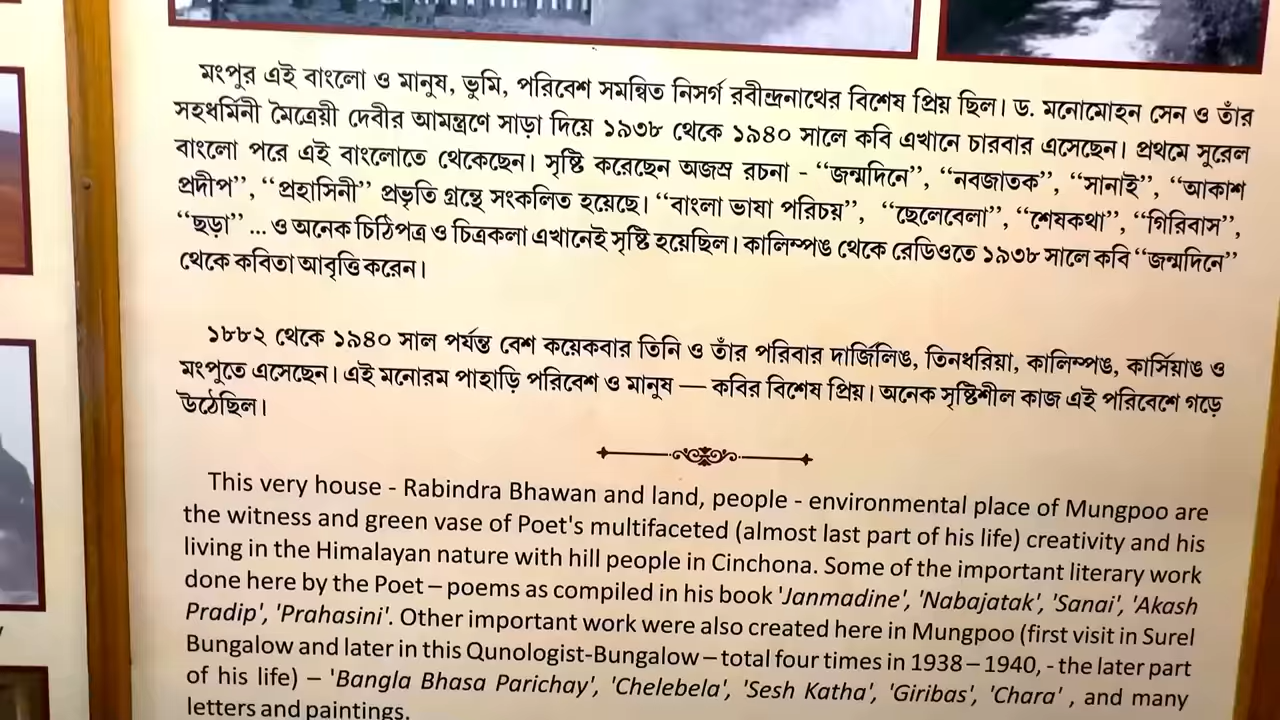 মংপুর এই বাংলো ও মানুষ, ভুমি, পরিবেশ সমন্বিত নিসর্গ রবীন্দ্রনাথের বিশেষ প্রিয় ছিল। ড. মনোমোহন সেন ও তাঁর
সহধর্মিনী মৈত্রেয়ী দেবীর আমন্ত্রণে সাড়া দিয়ে ১৯৩৮ থেকে ১৯৪০ সালে কবি এখানে চারবার এসেছেন। প্রথমে সুরেল
বাংলো পরে এই বাংলোতে থেকেছেন। সৃষ্টি করেছেন অজস্র রচনা - “জন্মদিনে”, “নবজাতক”, “সানাই”, “আকাশ
প্রদীপ”, “প্রহাসিনী” প্রভৃতি গ্রন্থে সংকলিত হয়েছে। “বাংলা ভাষা পরিচয়”, “ছেলেবেলা”, “শেষকথা”, “গিরিবাস”,
“ছড়া” ... ও অনেক চিঠিপত্র ও চিত্রকলা এখানেই সৃষ্টি হয়েছিল। কালিম্পঙ থেকে রেডিওতে ১৯৩৮ সালে কবি “জন্মদিনে”
থেকে কবিতা আবৃত্তি করেন।
১৮৮২ থেকে ১৯৪০ সাল পর্যন্ত বেশ কয়েকবার তিনি ও তাঁর পরিবার দার্জিলিঙ, তিনধরিয়া, কালিম্পঙ, কার্সিয়াঙ ও
মংপুতে এসেছেন। এই মনোরম পাহাড়ি পরিবেশ ও মানুষ — কবির বিশেষ প্রিয়। অনেক সৃষ্টিশীল কাজ এই পরিবেশে গড়ে
উঠেছিল।
This very house - Rabindra Bhawan and land, people - environmental place of Mungpoo are
the witness and green vase of Poet's multifaceted (almost last part of his life) creativity and his
living in the Himalayan nature with hill people in Cinchona. Some of the important literary work
done here by the Poet – poems as compiled in his book 'Janmadine', 'Nabajatak', 'Sanai', 'Akash
Pradip', 'Prahasini'. Other important work were also created here in Mungpoo (first visit in Surel
Bungalow and later in this Qunologist-Bungalow – total four times in 1938 – 1940, - the later part
of his life) – 'Bangla Bhasa Parichay', 'Chelebela', 'Sesh Katha', 'Giribas', 'Chara' , and many
letters and paintings.